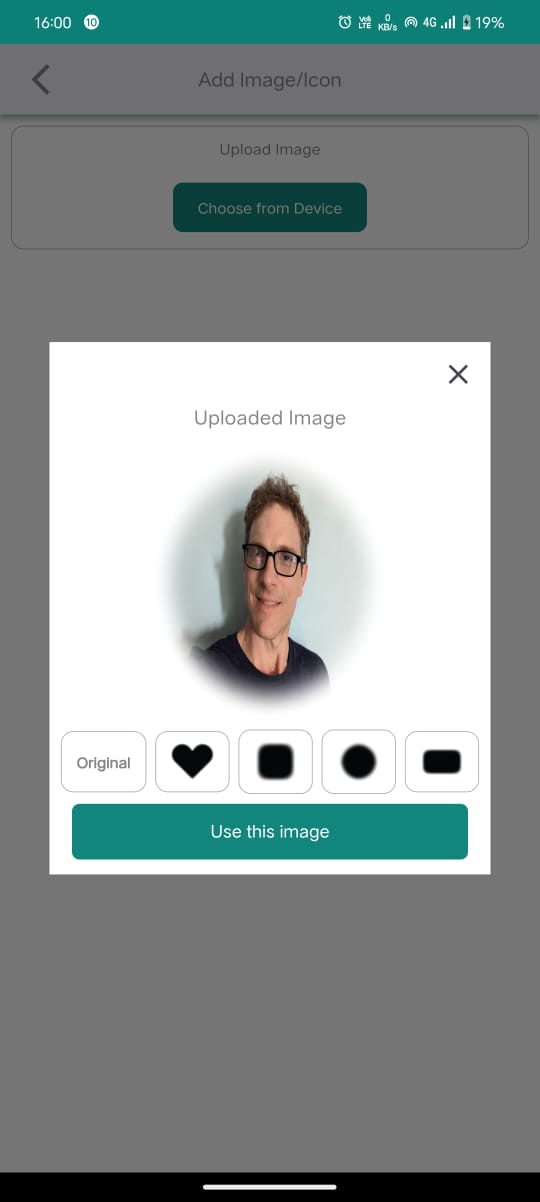 16:00 10 Vo5 LTE 0 KB/s 4G 19%
Add Image/Icon
Upload Image
Choose from Device
Uploaded Image
Original
Use this image